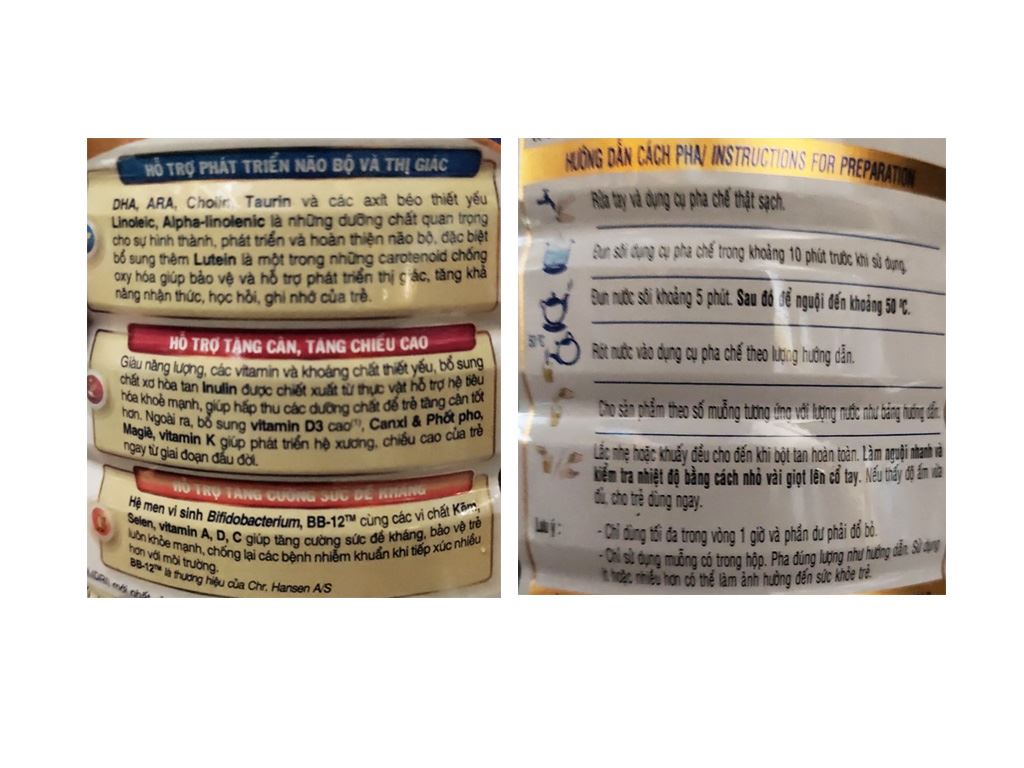 HỖ TRỢ PHÁT TRIỂN NÃO BỘ VÀ THỊ GIÁC
DHA, ARA, Cholin, Taurin và các axít béo thiết yếu
Linoleic, Alpha-linolenic là những dưỡng chất quan trọng
cho sự hình thành, phát triển và hoàn thiện não bộ, đặc biệt
bổ sung thêm Lutein là một trong những carotenoid chống
oxy hóa giúp bảo vệ và hỗ trợ phát triển thị giác, tăng khả
năng nhận thức, học hỏi, ghi nhớ của trẻ.
HỖ TRỢ TĂNG CÂN, TĂNG CHIỀU CAO
Giàu năng lượng, các vitamin và khoáng chất thiết yếu, bổ sung
chất xơ hòa tan Inulin được chiết xuất từ thực vật hỗ trợ hệ tiêu
hóa khoẻ mạnh, giúp hấp thu các dưỡng chất để trẻ tăng cân tốt
hơn. Ngoài ra, bổ sung vitamin D3 cao(1), Canxi & Phốt pho,
Magiê, vitamin K giúp phát triển hệ xương, chiều cao của trẻ
ngay từ giai đoạn đầu đời.
HỖ TRỢ TĂNG CƯỜNG SỨC ĐỀ KHÁNG
Hệ men vi sinh Bifidobacterium, BB-12™ cùng các vi chất Kẽm,
Selen, vitamin A, D, C giúp tăng cường sức đề kháng, bảo vệ trẻ
luôn khỏe mạnh, chống lại các bệnh nhiễm khuẩn khi tiếp xúc nhiều
hơn với môi trường.
BB-12™ là thương hiệu của Chr. Hansen A/S
HƯỚNG DẪN CÁCH PHA/ INSTRUCTIONS FOR PREPARATION
Rửa tay và dụng cụ pha chế thật sạch.
Đun sôi dụng cụ pha chế trong khoảng 10 phút trước khi sử dụng.
Đun nước sôi khoảng 5 phút. Sau đó để nguội đến khoảng 50 °C.
50 °C
Rót nước vào dụng cụ pha chế theo lượng hướng dẫn.
Cho sản phẩm theo số muỗng tương ứng với lượng nước như bảng hướng dẫn.
Lắc nhẹ hoặc khuấy đều cho đến khi bột tan hoàn toàn. Làm nguội nhanh và
kiểm tra nhiệt độ bằng cách nhỏ vài giọt lên cổ tay. Nếu thấy độ ấm vừa
đủ, cho trẻ dùng ngay.
Lưu ý : - Chỉ dùng tối đa trong vòng 1 giờ và phần dư phải đổ bỏ.
- Chỉ sử dụng muỗng có trong hộp. Pha đúng lượng như hướng dẫn. Sử dụng
ít hoặc nhiều hơn có thể làm ảnh hưởng đến sức khỏe trẻ.